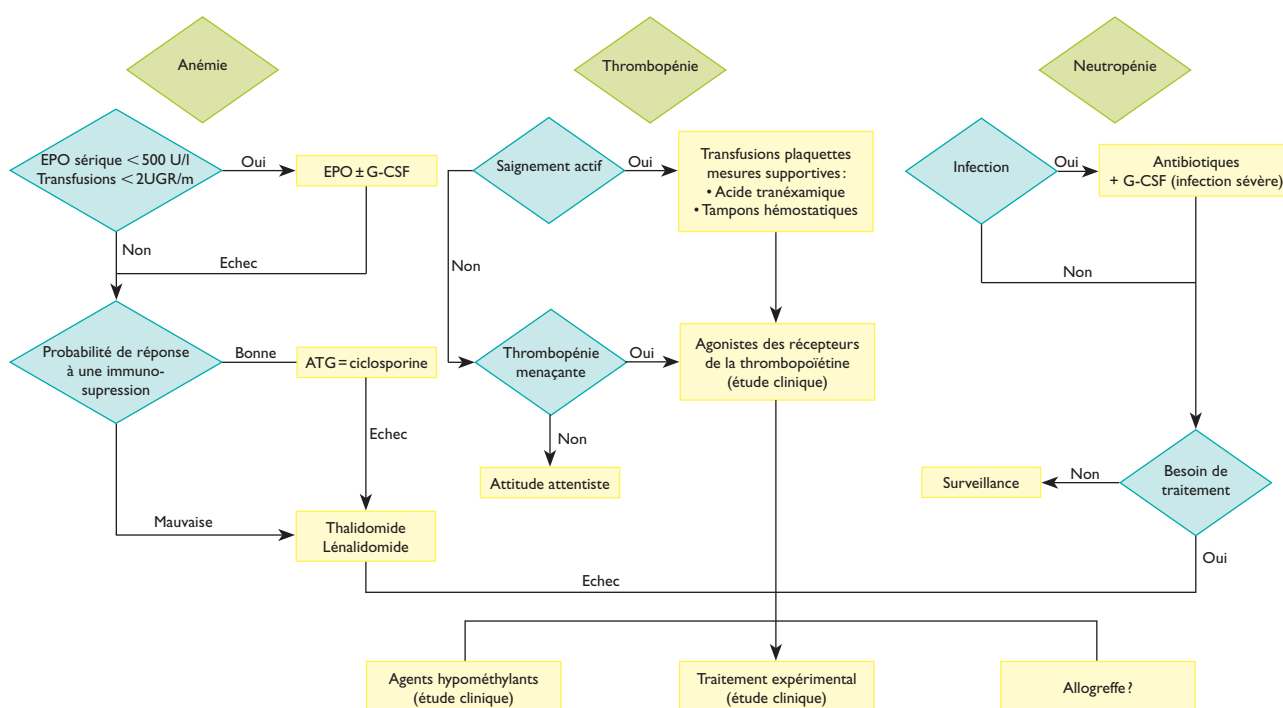 Anémie
Thrombopénie
Neutropénie
EPO sérique < 500 U/l
Transfusions < 2UGR/m
Oui
EPO ± G-CSF
Non
Echec
Probabilité de réponse
à une immuno-
supression
Bonne
ATG = ciclosporine
Echec
Mauvaise
Thalidomide
Lénalidomide
Saignement actif
Oui
Transfusions plaquettes
mesures supportives :
• Acide tranéxamique
• Tampons hémostatiques
Non
Thrombopénie
menaçante
Oui
Agonistes des récepteurs
de la thrombopoïétine
(étude clinique)
Non
Attitude attentiste
Infection
Oui
Antibiotiques
+ G-CSF (infection sévère)
Non
Besoin de
traitement
Non
Surveillance
Oui
Echec
Agents hypométhylants
(étude clinique)
Traitement expérimental
(étude clinique)
Allogreffe ?